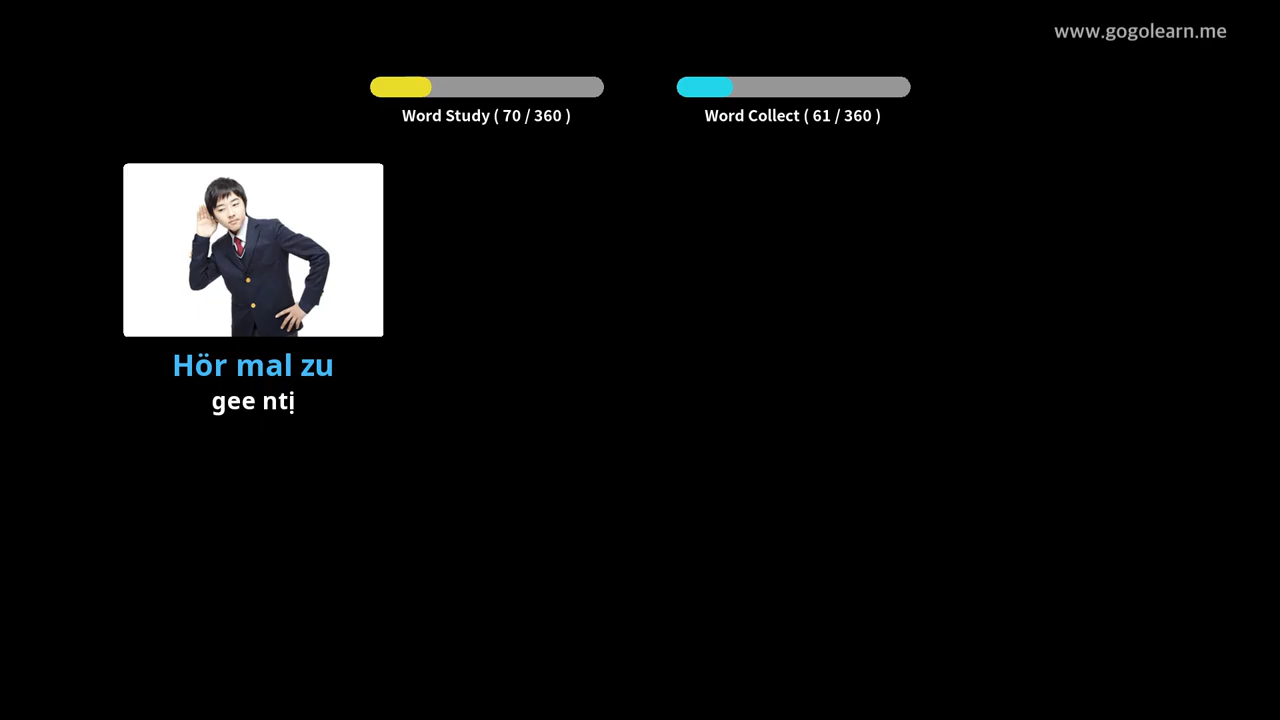 www.gogolearn.me
Word Study ( 70 / 360 )
Word Collect ( 61 / 360 )
Hör mal zu
gee ntị